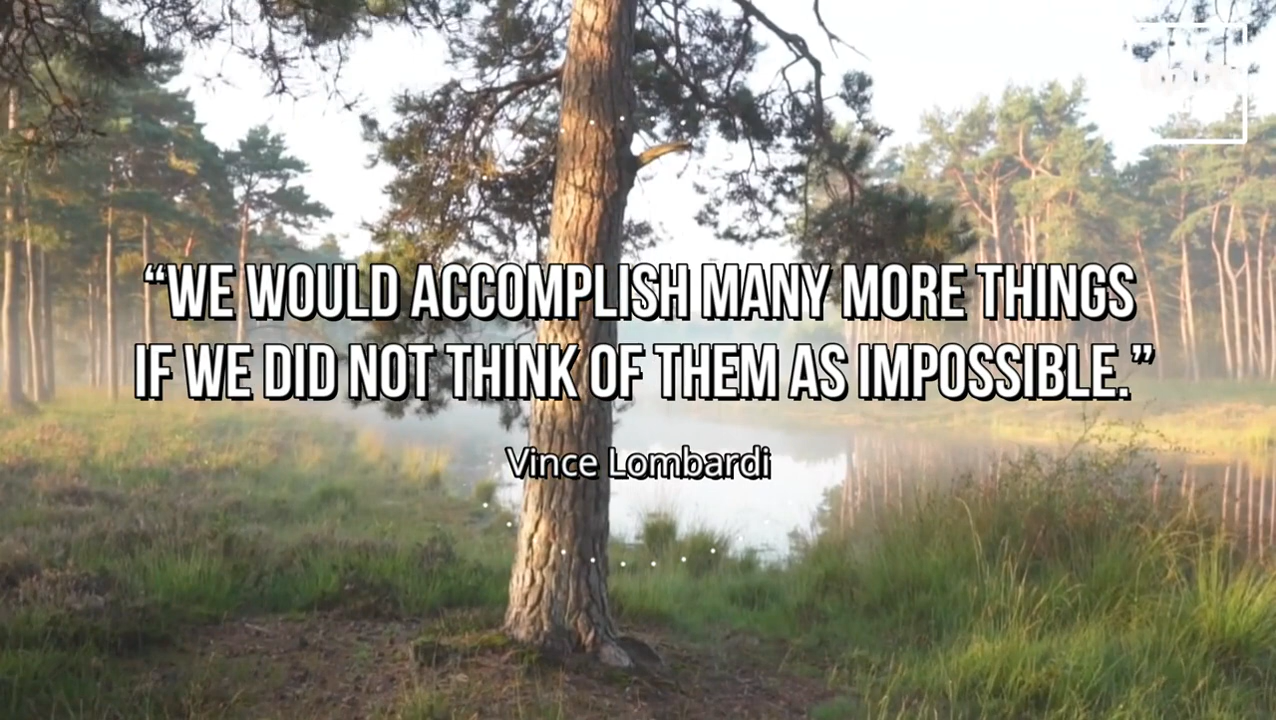 “WE WOULD ACCOMPLISH MANY MORE THINGS
IF WE DID NOT THINK OF THEM AS IMPOSSIBLE.”
Vince Lombardi